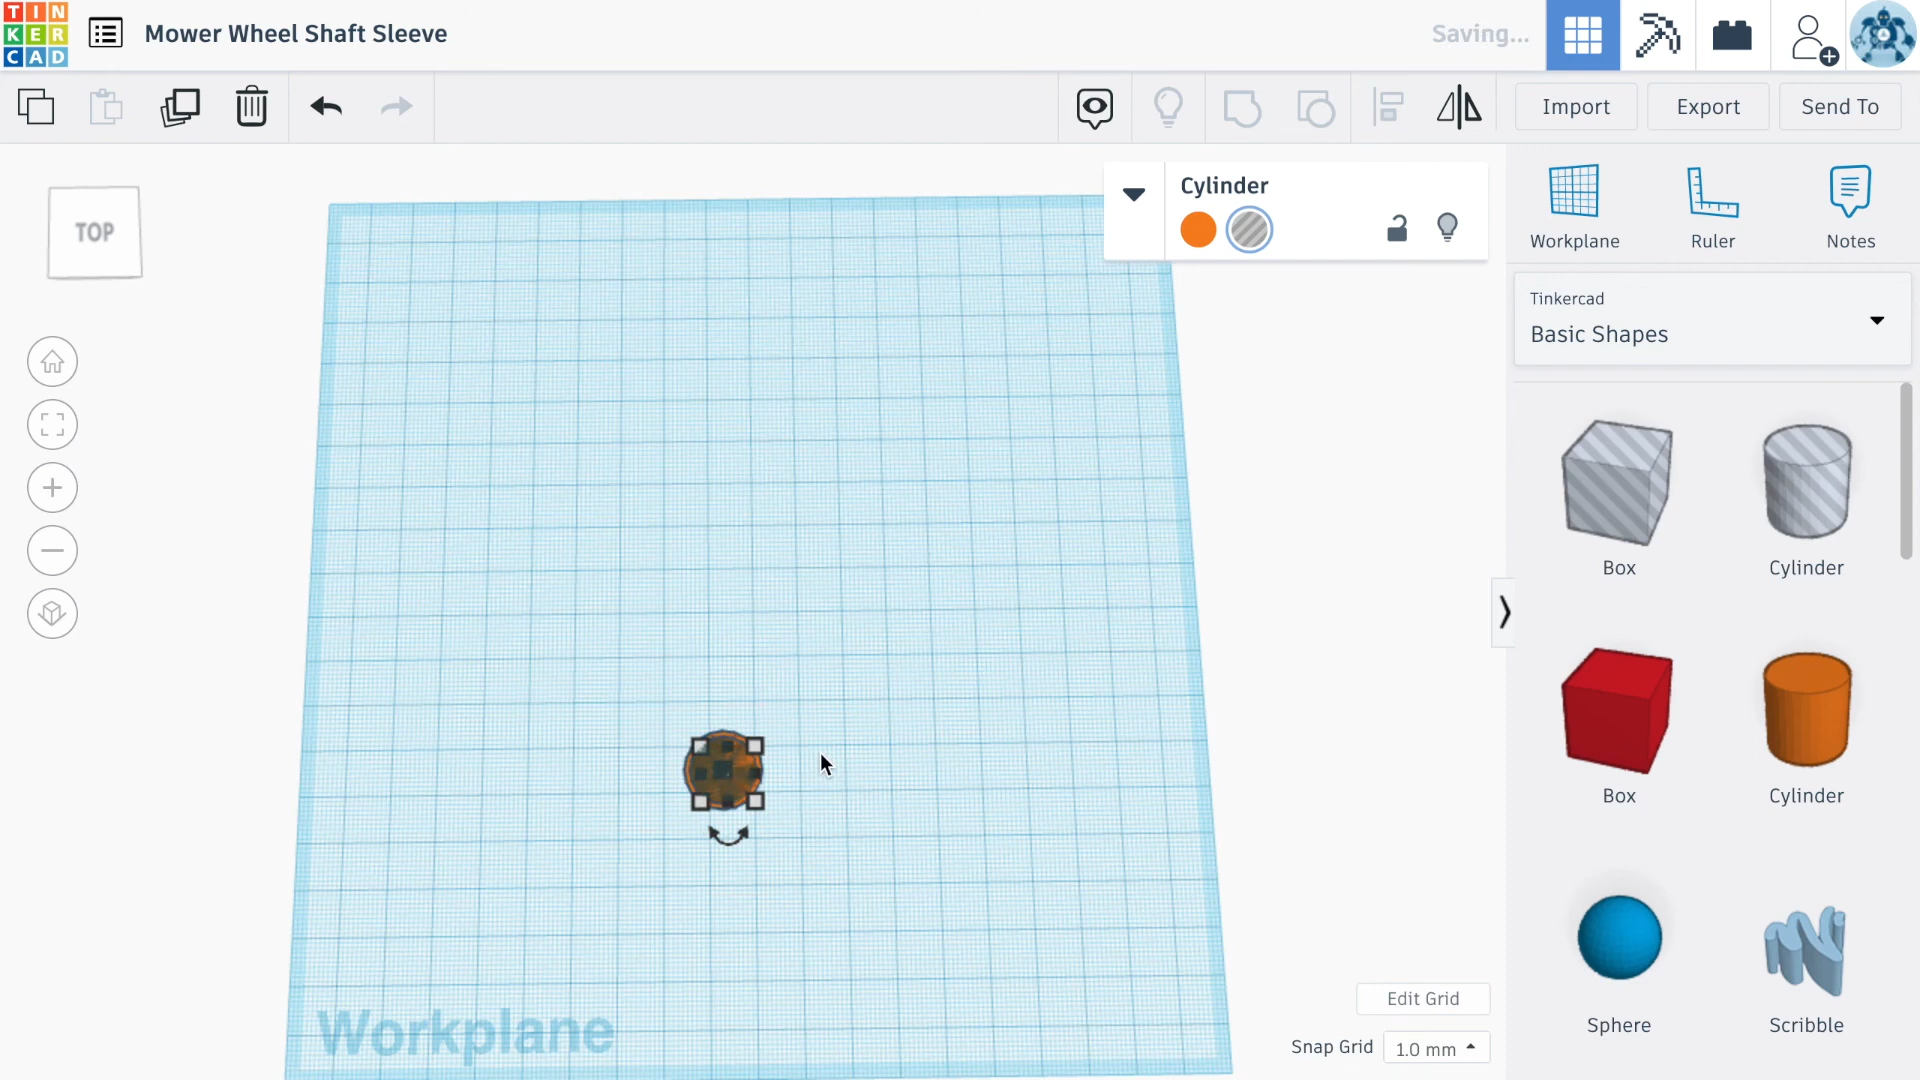 TIN
KER
CAD
Mower Wheel Shaft Sleeve
Saving...
Import
Export
Send To
TOP
Cylinder
Workplane
Ruler
Notes
Tinkercad
Basic Shapes
Box
Cylinder
Box
Cylinder
Sphere
Scribble
Workplane
Edit Grid
Snap Grid
1.0 mm